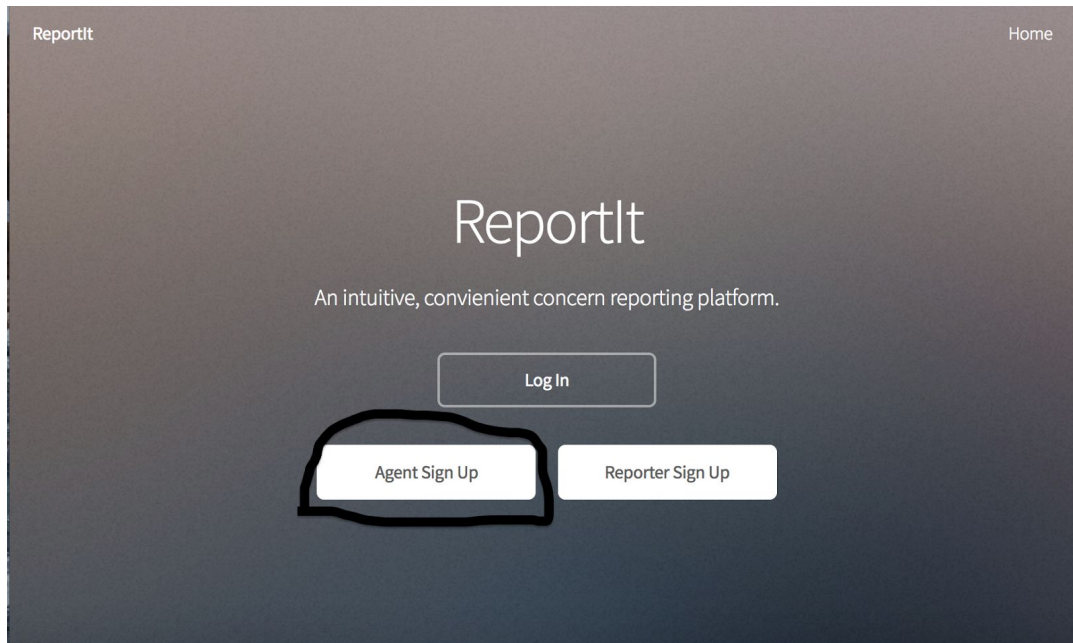 ReportIt Home
ReportIt
An intuitive, convienient concern reporting platform.
Log In
Agent Sign Up Reporter Sign Up